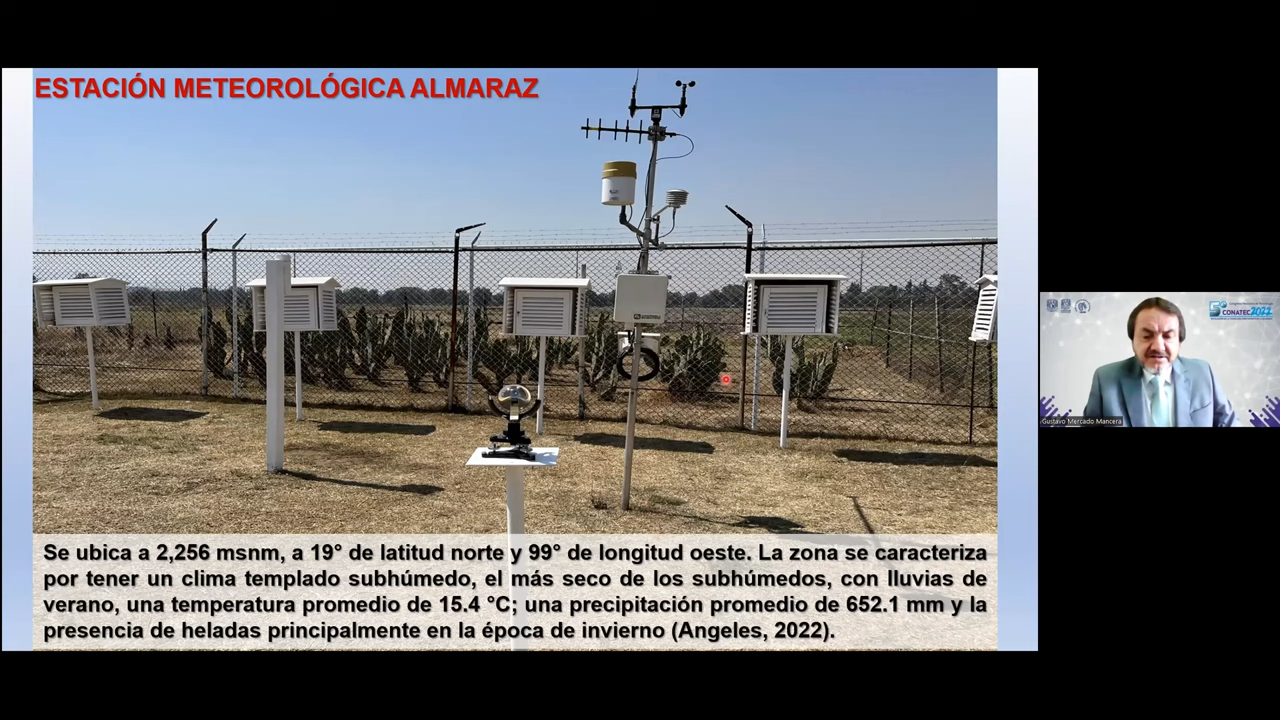 ESTACIÓN METEOROLÓGICA ALMARAZ
Se ubica a 2,256 msnm, a 19° de latitud norte y 99° de longitud oeste. La zona se caracteriza
por tener un clima templado subhúmedo, el más seco de los subhúmedos, con lluvias de
verano, una temperatura promedio de 15.4 °C; una precipitación promedio de 652.1 mm y la
presencia de heladas principalmente en la época de invierno (Angeles, 2022).
5°
CONATEC2022
Gustavo Mercado Mancera